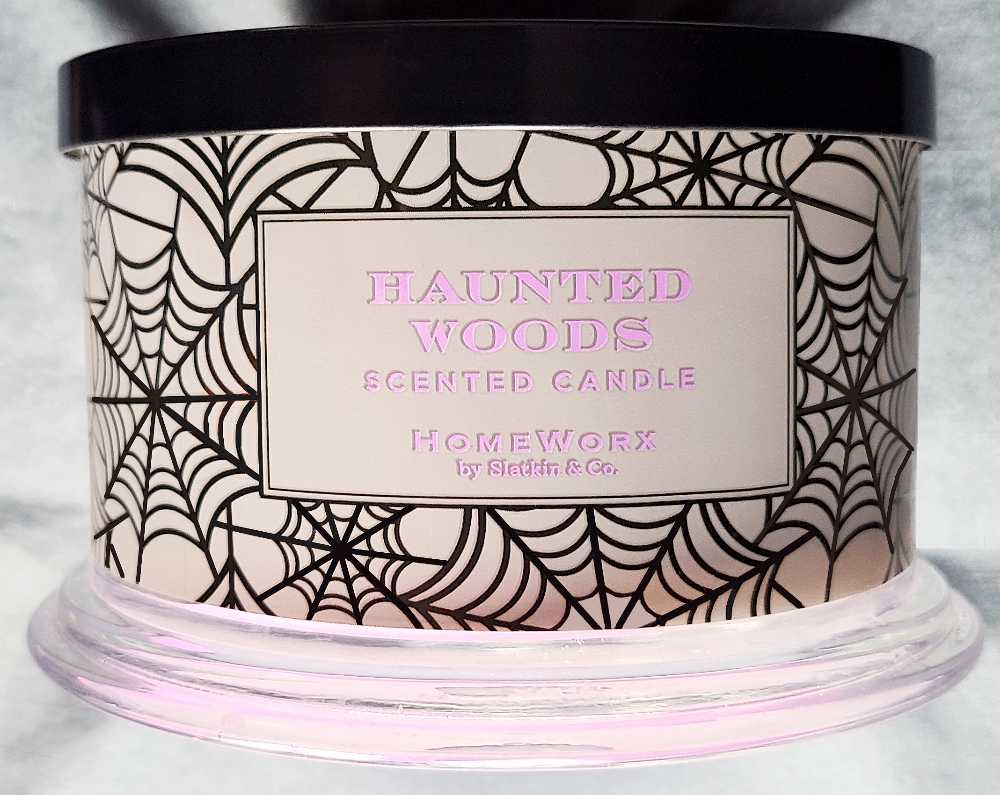 HAUNTED
WOODS
SCENTED CANDLE
HOMEWORX
by Slatkin & Co.